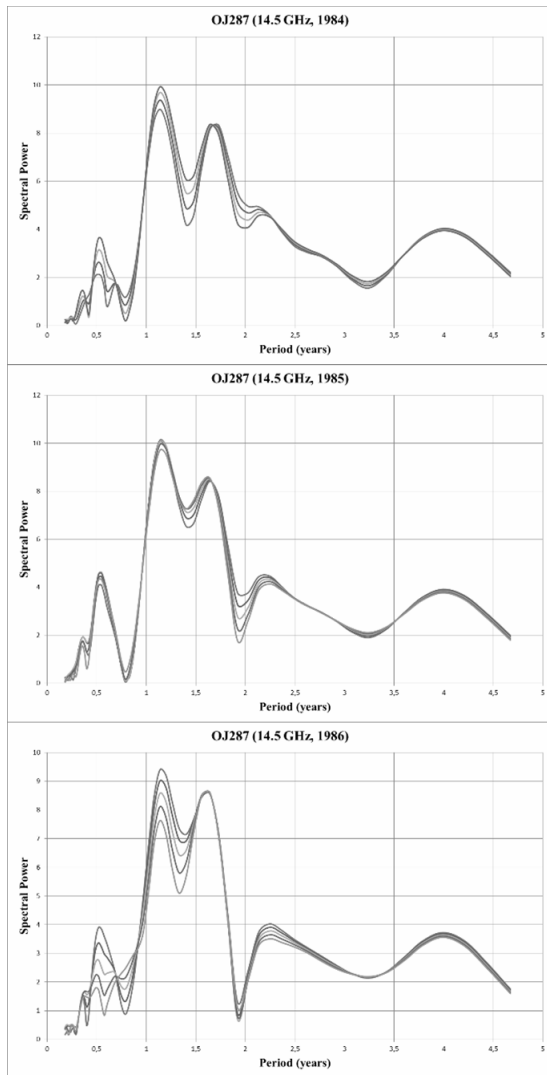 OJ287 (14.5 GHz, 1984)
Spectral Power
12
10
8
6
4
2
0
0 0,5 1 1,5 2 2,5 3 3,5 4 4,5 5
Period (years)
OJ287 (14.5 GHz, 1985)
Spectral Power
12
10
8
6
4
2
0
0 0,5 1 1,5 2 2,5 3 3,5 4 4,5 5
Period (years)
OJ287 (14.5 GHz, 1986)
Spectral Power
10
9
8
7
6
5
4
3
2
1
0
0 0,5 1 1,5 2 2,5 3 3,5 4 4,5 5
Period (years)